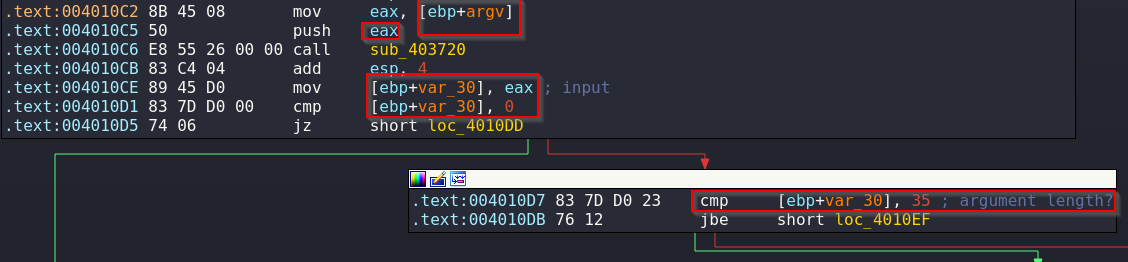 .text:004010C2 8B 45 08 mov eax, [ebp+argv]
.text:004010C5 50 push eax
.text:004010C6 E8 55 26 00 00 call sub_403720
.text:004010CB 83 C4 04 add esp, 4
.text:004010CE 89 45 D0 mov [ebp+var_30], eax ; input
.text:004010D1 83 7D D0 00 cmp [ebp+var_30], 0
.text:004010D5 74 06 jz short loc_4010DD
.text:004010D7 83 7D D0 23 cmp [ebp+var_30], 35 ; argument length?
.text:004010DB 76 12 jbe short loc_4010EF